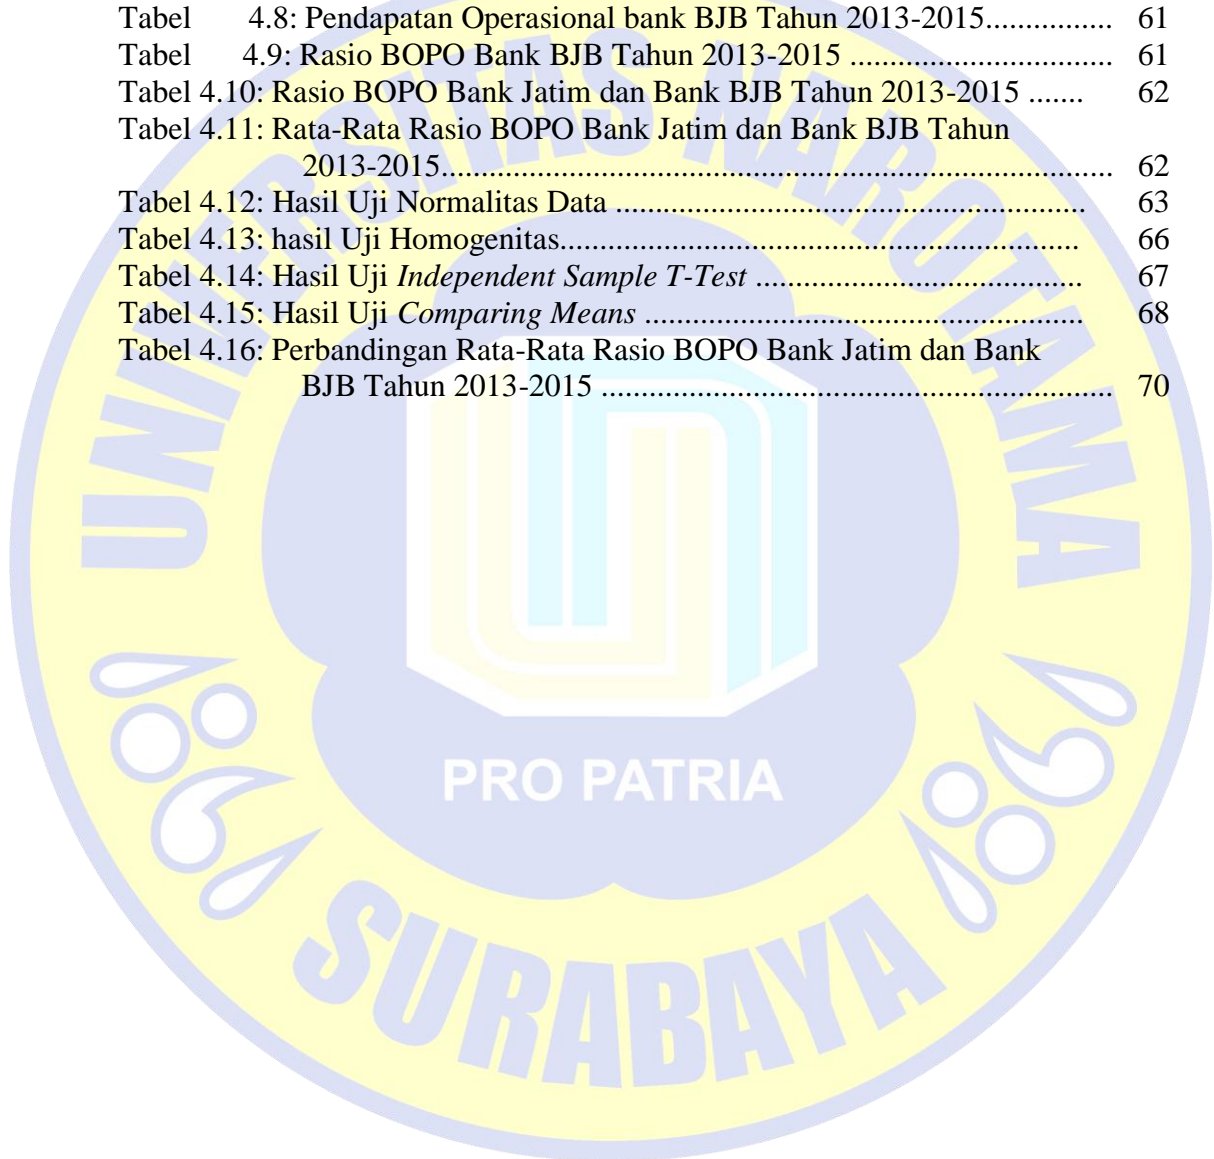 Tabel 4.8: Pendapatan Operasional bank BJB Tahun 2013-2015............... 61
Tabel 4.9: Rasio BOPO Bank BJB Tahun 2013-2015 ................................. 61
Tabel 4.10: Rasio BOPO Bank Jatim dan Bank BJB Tahun 2013-2015 ....... 62
Tabel 4.11: Rata-Rata Rasio BOPO Bank Jatim dan Bank BJB Tahun
2013-2015.................................................................................... 62
Tabel 4.12: Hasil Uji Normalitas Data ........................................................... 63
Tabel 4.13: hasil Uji Homogenitas................................................................. 66
Tabel 4.14: Hasil Uji Independent Sample T-Test ......................................... 67
Tabel 4.15: Hasil Uji Comparing Means ....................................................... 68
Tabel 4.16: Perbandingan Rata-Rata Rasio BOPO Bank Jatim dan Bank
BJB Tahun 2013-2015 ................................................................ 70
UNIVERSITAS NAROTAMA
PRO PATRIA
SURABAYA